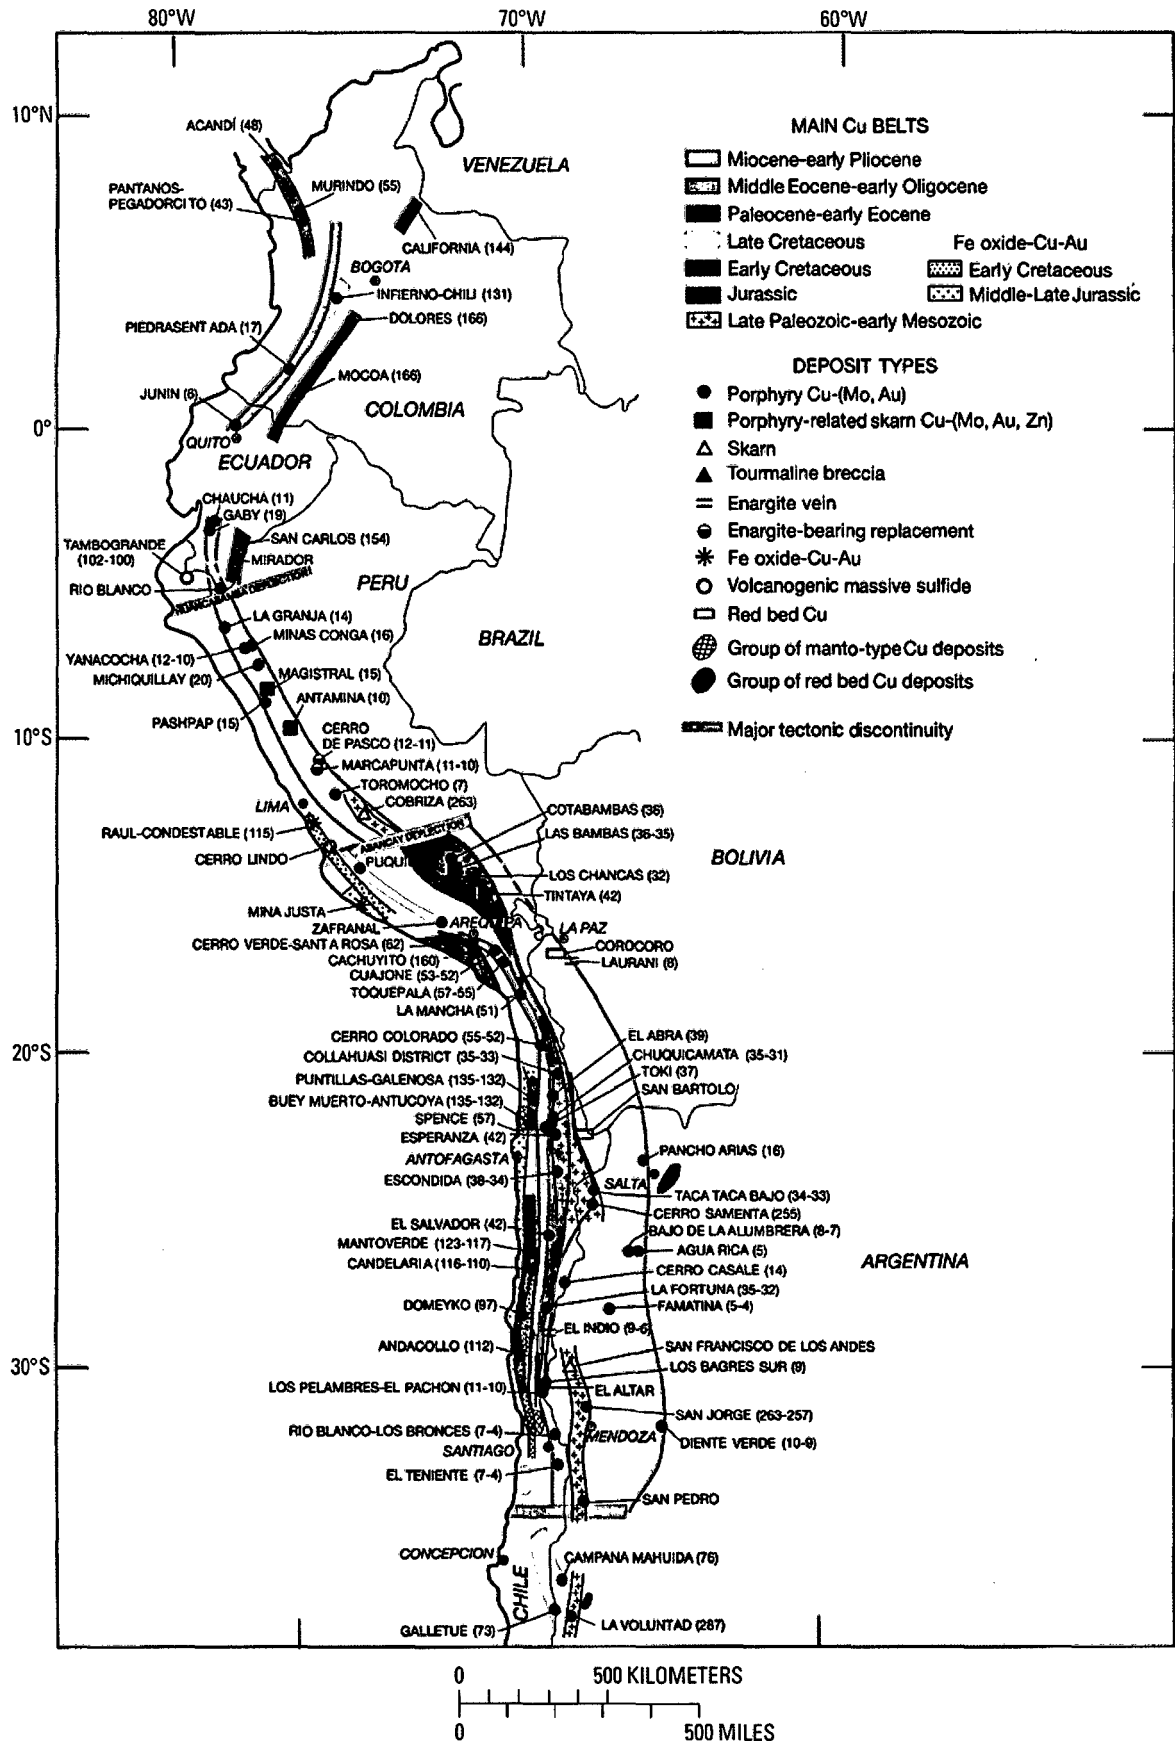 80°W 70°W 60°W
10°N
ACANDÍ (48)
MAIN Cu BELTS
VENEZUELA
Miocene-early Pliocene
Middle Eocene-early Oligocene
PANTANOS-
PEGADORCITO (43)
MURINDO (55)
Paleocene-early Eocene
CALIFORNIA (144)
Late Cretaceous
Fe oxide-Cu-Au
Early Cretaceous
Early Cretaceous
Jurassic
Middle-Late Jurassic
Late Paleozoic-early Mesozoic
BOGOTA
INFIERNO-CHILI (131)
DOLORES (166)
PIEDRASENTADA (17)
MOCOA (166)
JUNIN (6)
COLOMBIA
0°
QUITO
ECUADOR
DEPOSIT TYPES
Porphyry Cu-(Mo, Au)
Porphyry-related skarn Cu-(Mo, Au, Zn)
Skarn
Tourmaline breccia
Enargite vein
Enargite-bearing replacement
Fe oxide-Cu-Au
Volcanogenic massive sulfide
Red bed Cu
Group of manto-type Cu deposits
Group of red bed Cu deposits
Major tectonic discontinuity
CHAUCHA (11)
GABY (19)
SAN CARLOS (154)
TAMBOGRANDE
(102-100)
MIRADOR
RIO BLANCO
HUANCABAMBA DEFLECTION
PERU
LA GRANJA (14)
MINAS CONGA (16)
BRAZIL
YANACOCHA (12-10)
MICHIQUILLAY (20)
MAGISTRAL (15)
ANTAMINA (10)
PASHPAP (15)
10°S
CERRO
DE PASCO (12-11)
MARCAPUNTA (11-10)
TOROMOCHO (7)
LIMA
COBRIZA (263)
COTABAMBAS (36)
RAUL-CONDESTABLE (115)
ABANCAY DEFLECTION
LAS BAMBAS (36-35)
CERRO LINDO
PUQUI
BOLIVIA
LOS CHANCAS (32)
TINTAYA (42)
MINA JUSTA
ZAFRANAL
AREQUIPA
LA PAZ
CERRO VERDE-SANTA ROSA (62)
COROCORO
CACHUYITO (160)
LAURANI (8)
CUAJONE (53-52)
TOQUEPALA (57-55)
LA MANCHA (51)
CERRO COLORADO (55-52)
EL ABRA (39)
20°S
COLLAHUASI DISTRICT (35-33)
CHUQUICAMATA (35-31)
TOKI (37)
PUNTILLAS-GALENOSA (135-132)
SAN BARTOLO
BUEY MUERTO-ANTUCOYA (135-132)
SPENCE (57)
ESPERANZA (42)
ANTOFAGASTA
PANCHO ARIAS (16)
ESCONDIDA (38-34)
SALTA
TACA TACA BAJO (34-33)
CERRO SAMENTA (255)
EL SALVADOR (42)
BAJO DE LA ALUMBRERA (8-7)
MANTOVERDE (123-117)
AGUA RICA (5)
ARGENTINA
CANDELARIA (116-110)
CERRO CASALE (14)
LA FORTUNA (35-32)
DOMEYKO (97)
FAMATINA (5-4)
EL INDIO (9-6)
ANDACOLLO (112)
SAN FRANCISCO DE LOS ANDES
30°S
LOS BAGRES SUR (9)
LOS PELAMBRES-EL PACHON (11-10)
EL ALTAR
SAN JORGE (263-257)
RIO BLANCO-LOS BRONCES (7-4)
MENDOZA
DIENTE VERDE (10-9)
SANTIAGO
EL TENIENTE (7-4)
SAN PEDRO
CONCEPCION
CAMPANA MAHUIDA (76)
CHILE
GALLETUE (73)
LA VOLUNTAD (287)
0 500 KILOMETERS
0 500 MILES